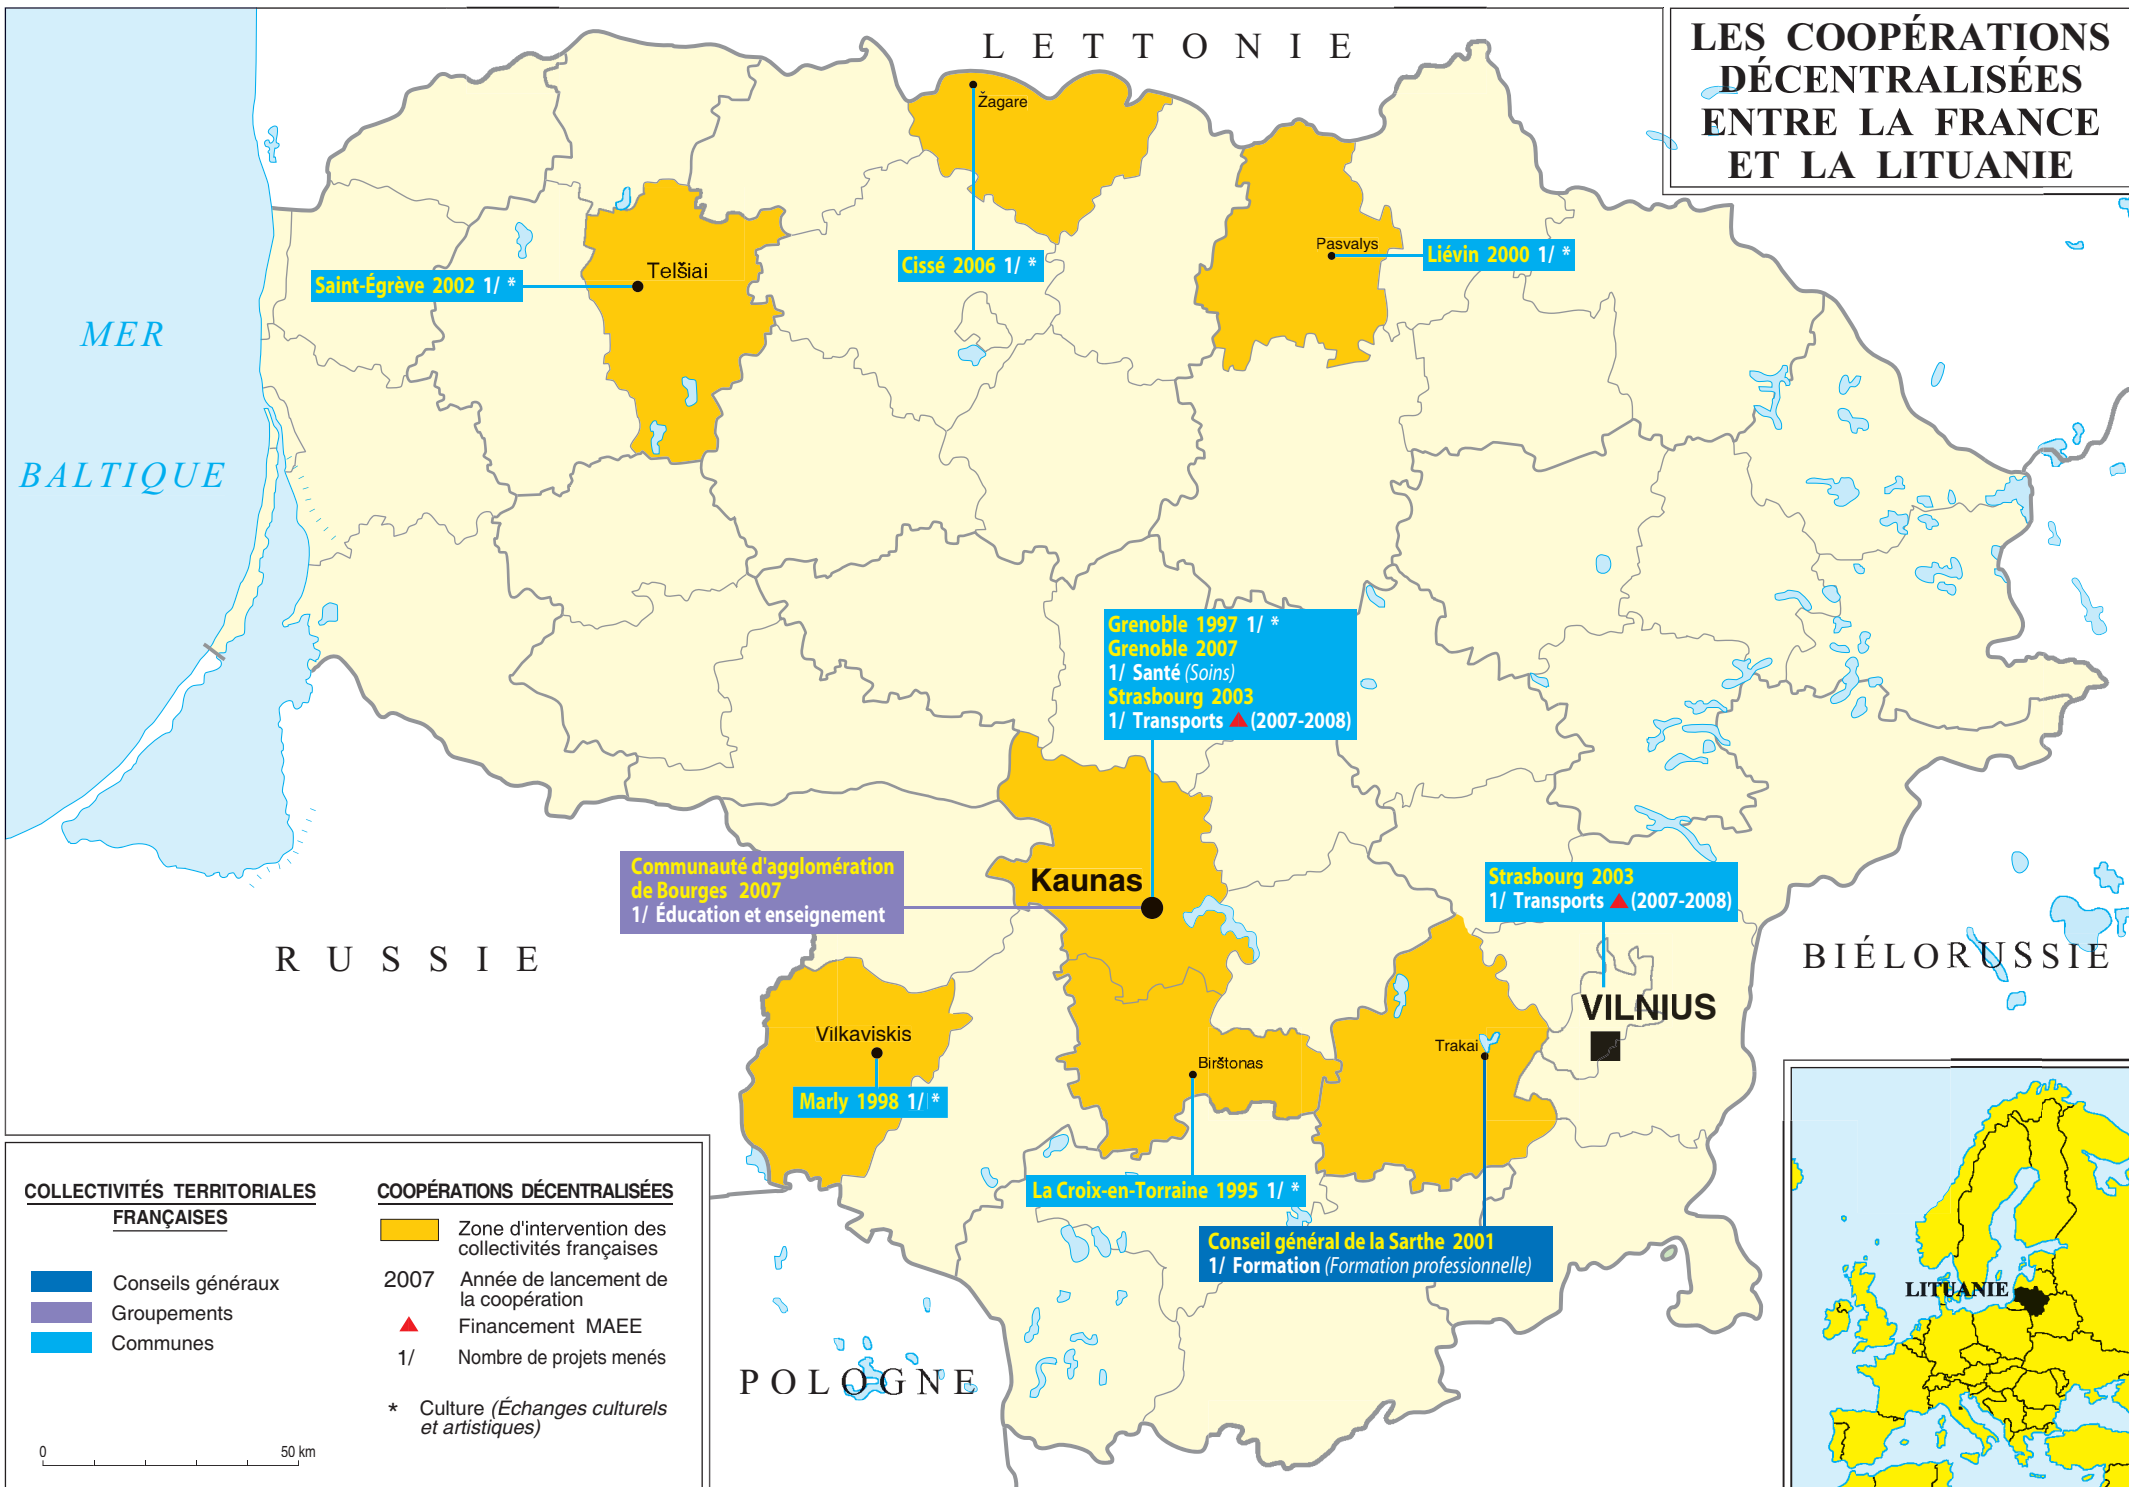 LES COOPÉRATIONS
DÉCENTRALISÉES
ENTRE LA FRANCE
ET LA LITUANIE
LETTONIE
Žagare
Cissé 2006 1/ *
Pasvalys
Liévin 2000 1/ *
Telšiai
Saint-Égrève 2002 1/ *
MER
BALTIQUE
Grenoble 1997 1/ *
Grenoble 2007
1/ Santé (Soins)
Strasbourg 2003
1/ Transports ▲ (2007-2008)
Communauté d'agglomération
de Bourges 2007
1/ Éducation et enseignement
Kaunas
Strasbourg 2003
1/ Transports ▲ (2007-2008)
RUSSIE
BIÉLORUSSIE
VILNIUS
Vilkaviskis
Marly 1998 1/ *
Birštonas
Trakai
La Croix-en-Torraine 1995 1/ *
Conseil général de la Sarthe 2001
1/ Formation (Formation professionnelle)
POLOGNE
COLLECTIVITÉS TERRITORIALES
FRANÇAISES
Conseils généraux
Groupements
Communes
COOPÉRATIONS DÉCENTRALISÉES
Zone d'intervention des
collectivités françaises
2007 Année de lancement de
la coopération
▲ Financement MAEE
1/ Nombre de projets menés
* Culture (Échanges culturels
et artistiques)
0 50 km
LITUANIE